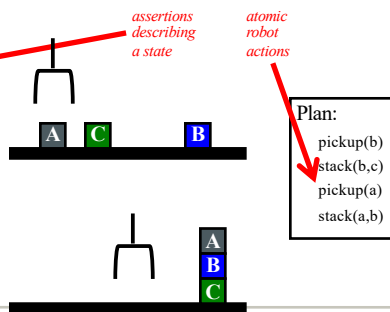 assertions
describing
a state
atomic
robot
actions
A
C
B
Plan:
pickup(b)
stack(b,c)
pickup(a)
stack(a,b)
A
B
C